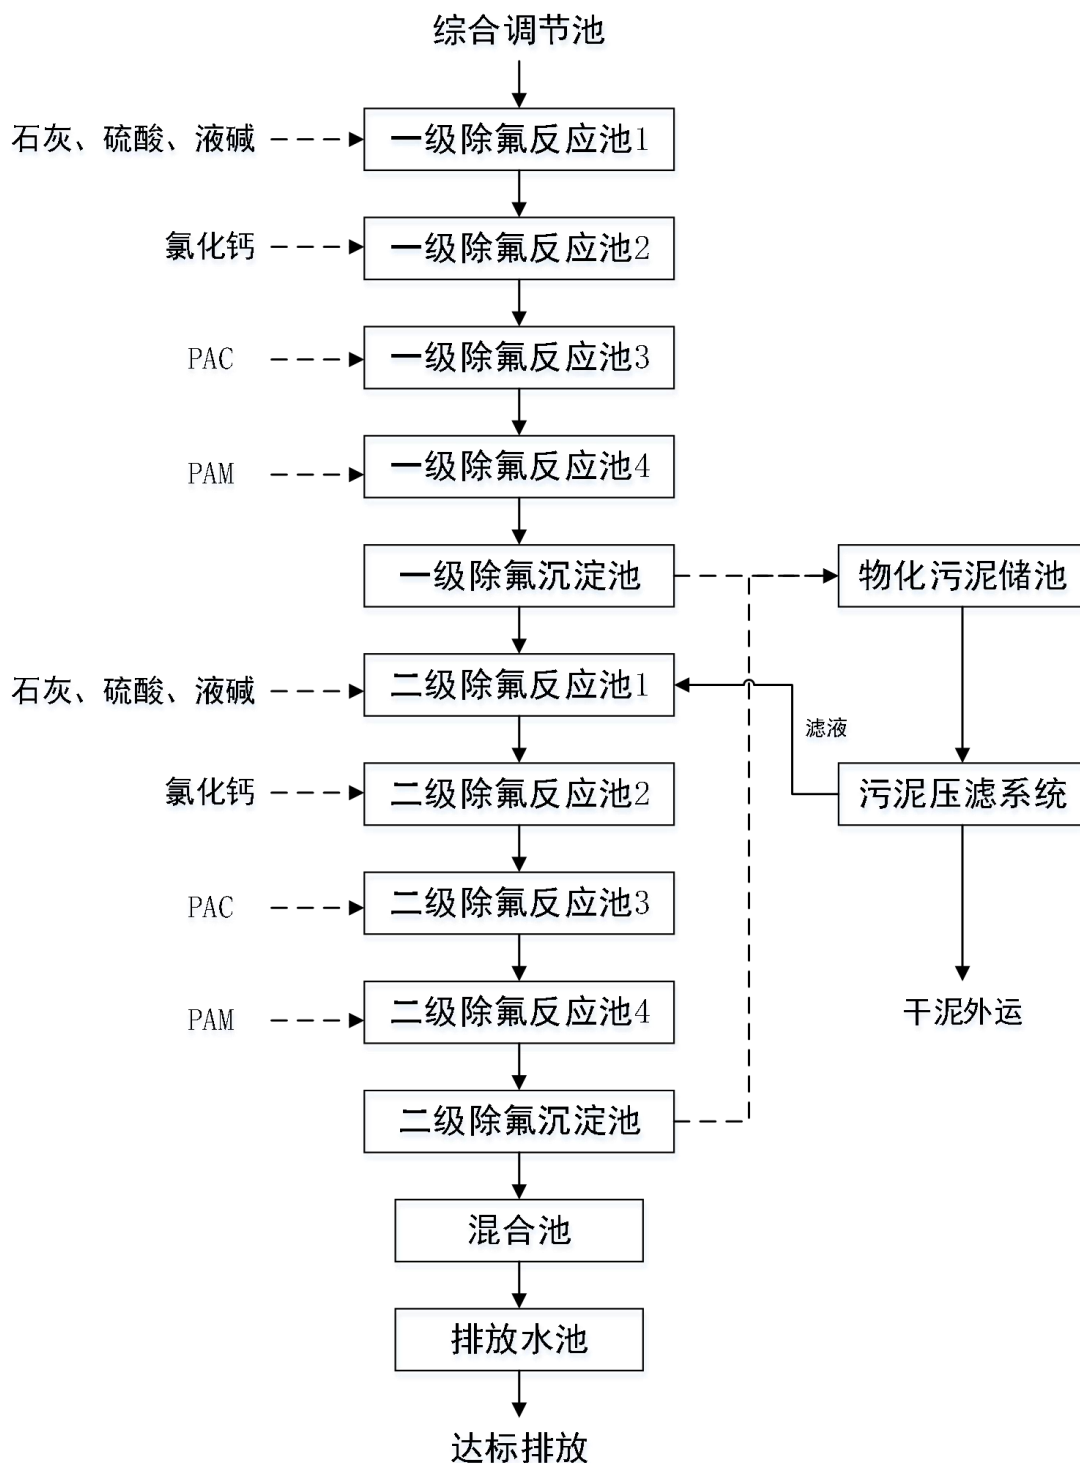 综合调节池
石灰、硫酸、液碱
一级除氟反应池1
氯化钙
一级除氟反应池2
PAC
一级除氟反应池3
PAM
一级除氟反应池4
一级除氟沉淀池
物化污泥储池
石灰、硫酸、液碱
二级除氟反应池1
滤液
氯化钙
二级除氟反应池2
污泥压滤系统
PAC
二级除氟反应池3
PAM
二级除氟反应池4
干泥外运
二级除氟沉淀池
混合池
排放水池
达标排放